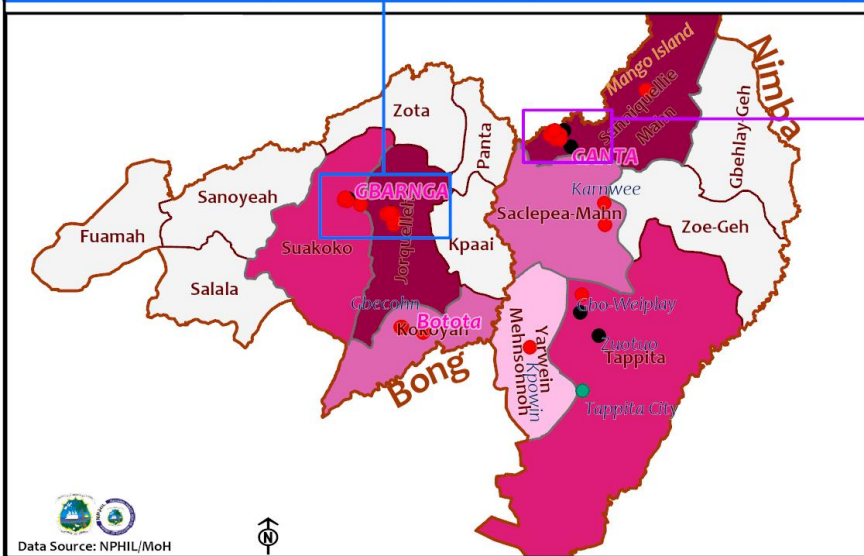 Mango Island
Nimba
Zota
Panta
Sanniquellie
Mahn
Gbehlay-Geh
GANTA
GBARNGA
Karnwee
Sanoyeah
Saclepea-Mahn
Fuamah
Suakoko
Jorquelleh
Kpaai
Zoe-Geh
Salala
Gbecohn
Gbo-Weiplay
Botota
Kokoyah
Zuotuo
Tappita
Yarwein
Mehnsonnoh
Kpowin
Bong
Tappita City
N
Data Source: NPHIL/MoH